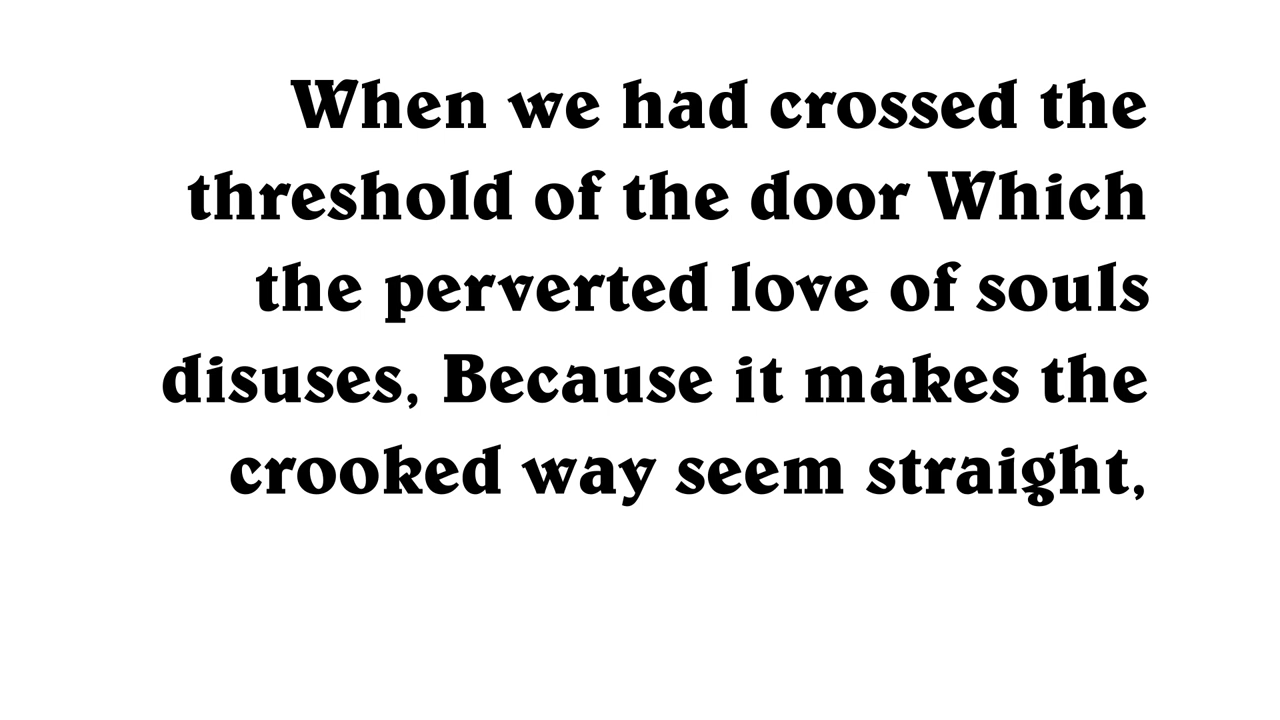 When we had crossed the
threshold of the door Which
the perverted love of souls
disuses, Because it makes the
crooked way seem straight,